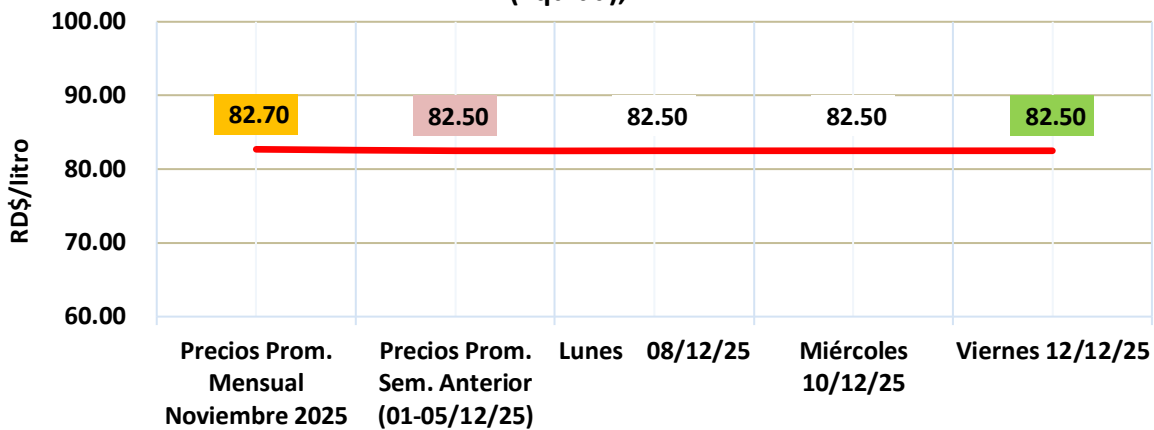 100.00
90.00
80.00
70.00
60.00
RD$/litro
82.70
82.50
82.50
82.50
82.50
Precios Prom.
Mensual
Noviembre 2025
Precios Prom.
Sem. Anterior
(01-05/12/25)
Lunes 08/12/25
Miércoles
10/12/25
Viernes 12/12/25